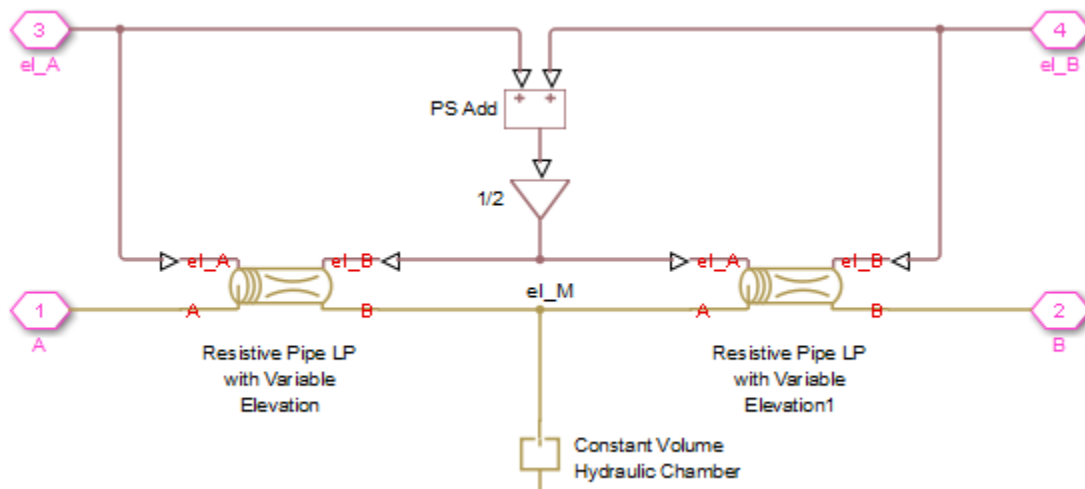 3
el_A
4
el_B
PS Add
+ +
1/2
el_A
el_B
el_A
el_B
el_M
1
A
A
B
A
B
2
B
Resistive Pipe LP
with Variable
Elevation
Resistive Pipe LP
with Variable
Elevation1
Constant Volume
Hydraulic Chamber